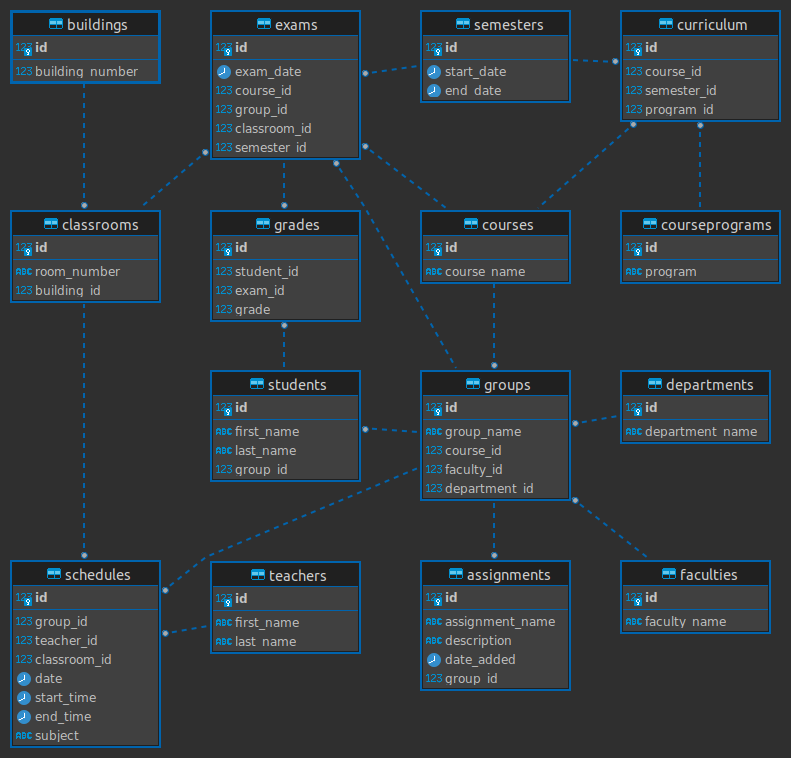 buildings
123 id
123 building_number
exams
123 id
exam_date
123 course_id
123 group_id
123 classroom_id
123 semester_id
semesters
123 id
start_date
end_date
curriculum
123 id
123 course_id
123 semester_id
123 program_id
classrooms
123 id
ABC room_number
123 building_id
grades
123 id
123 student_id
123 exam_id
123 grade
courses
123 id
ABC course_name
courseprograms
123 id
ABC program
students
123 id
ABC first_name
ABC last_name
123 group_id
groups
123 id
ABC group_name
123 course_id
123 faculty_id
123 department_id
departments
123 id
ABC department_name
schedules
123 id
123 group_id
123 teacher_id
123 classroom_id
date
start_time
end_time
ABC subject
teachers
123 id
ABC first_name
ABC last_name
assignments
123 id
ABC assignment_name
ABC description
date_added
123 group_id
faculties
123 id
ABC faculty_name